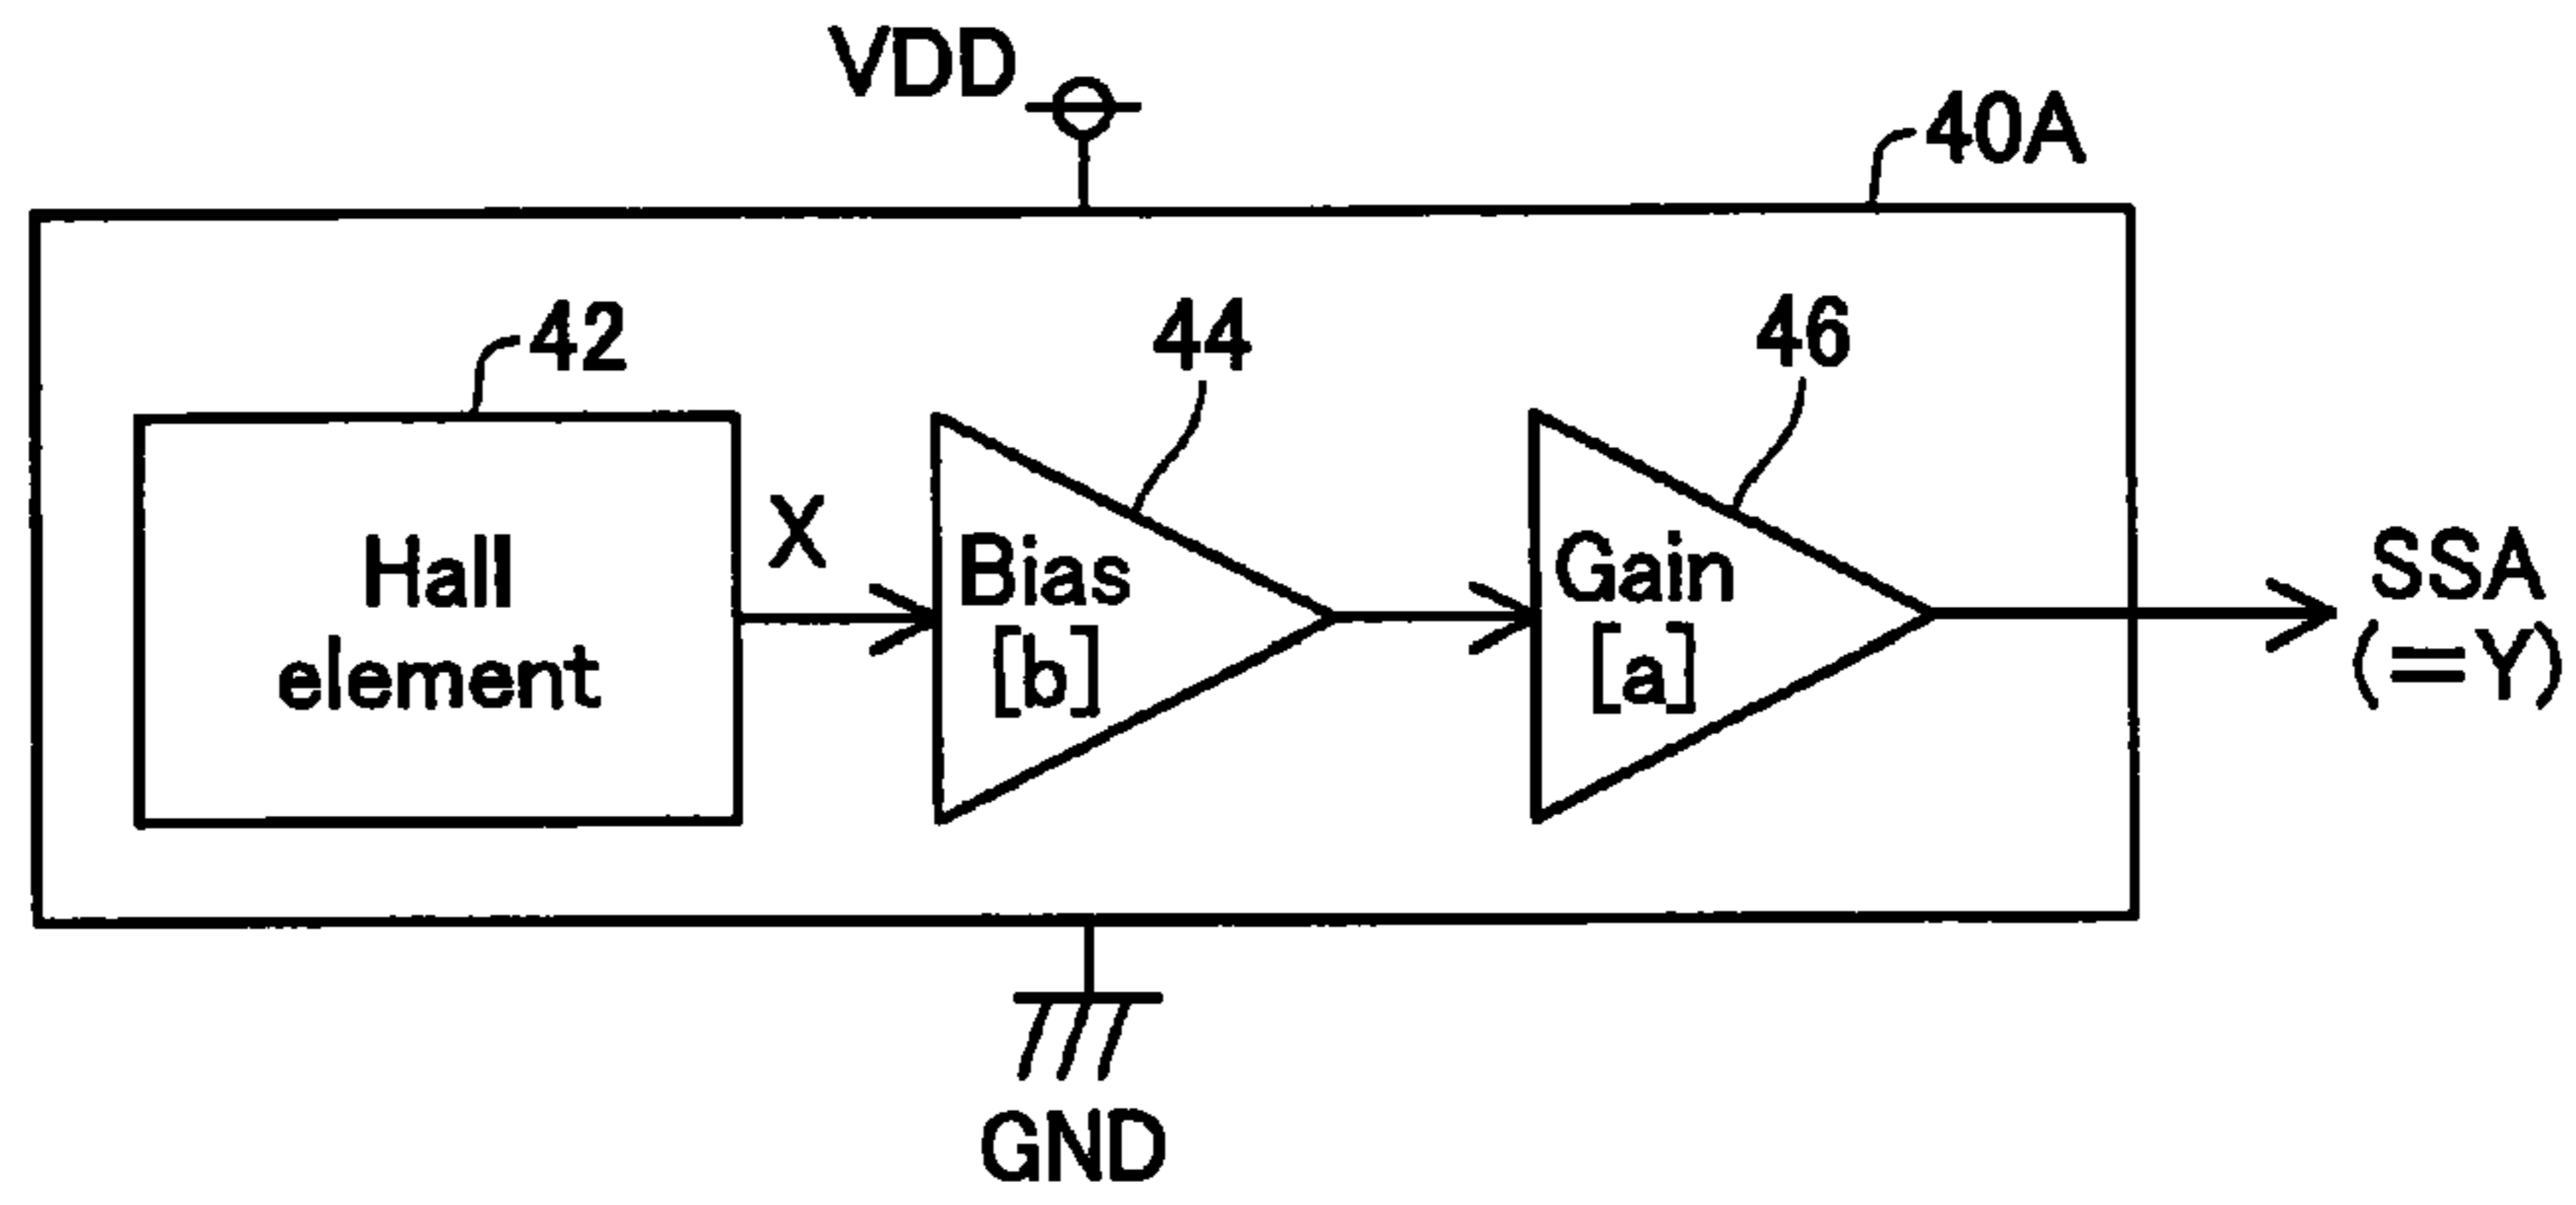 VDD
40A
42
44
46
X
Hall
element
Bias
[b]
Gain
[a]
SSA
(=Y)
GND